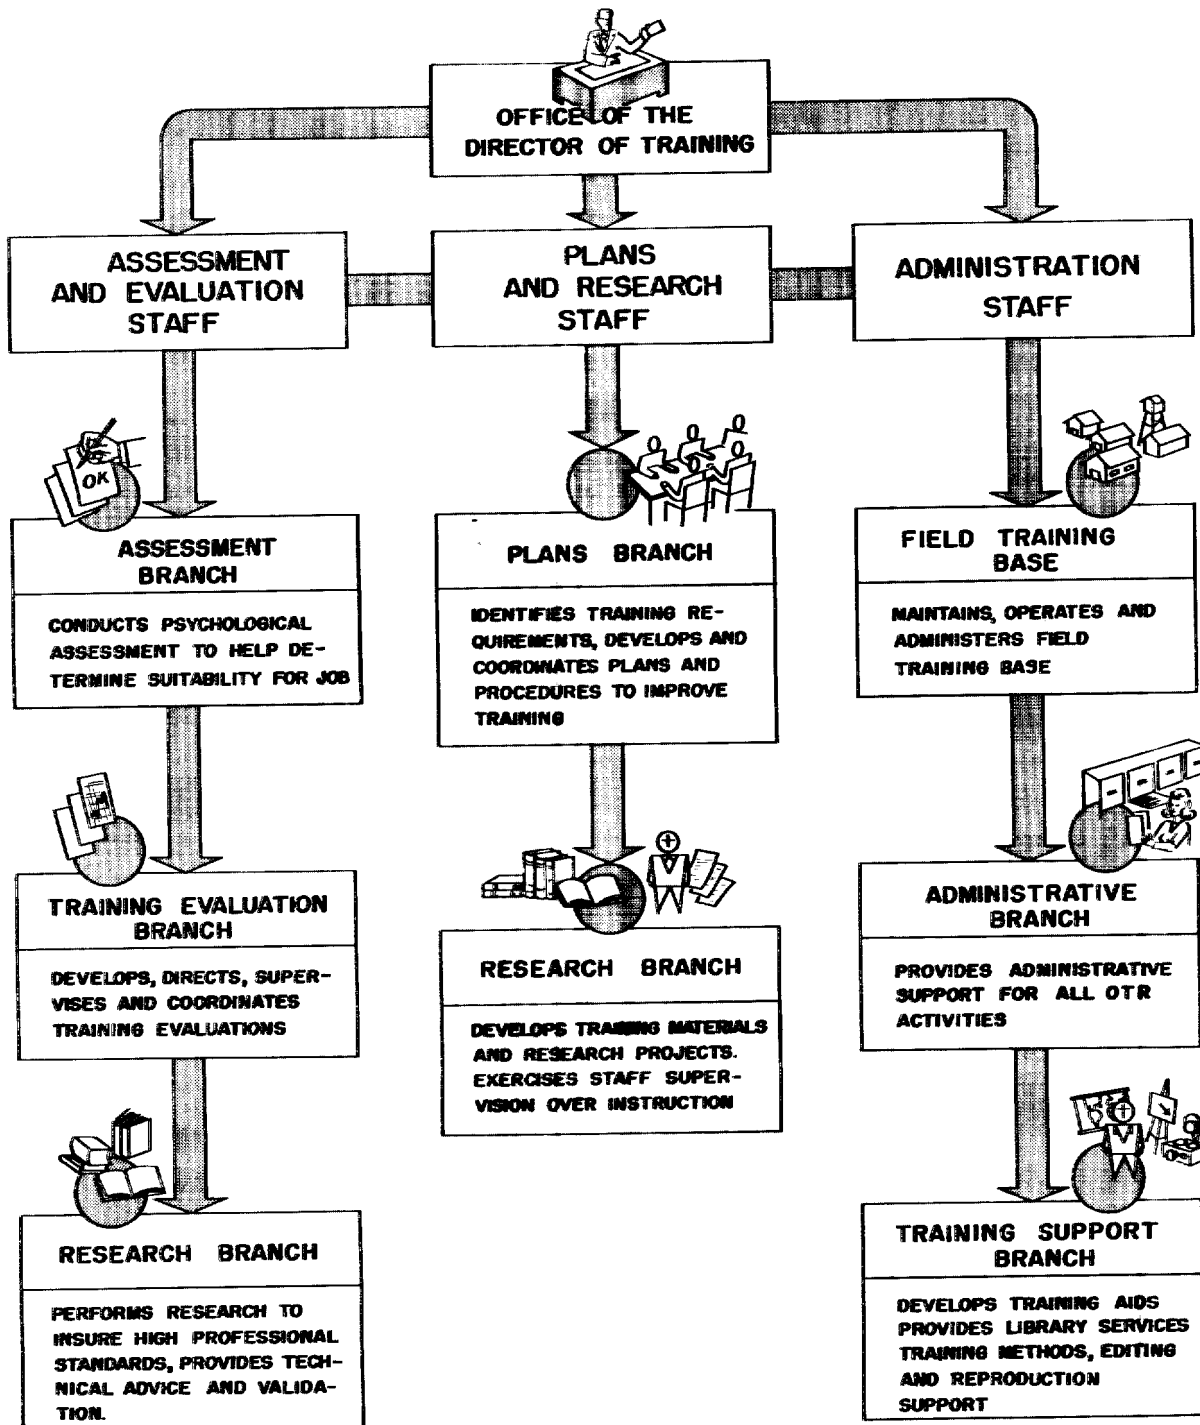 OFFICE OF THE
DIRECTOR OF TRAINING
ASSESSMENT
AND EVALUATION
STAFF
PLANS
AND RESEARCH
STAFF
ADMINISTRATION
STAFF
OK
ASSESSMENT
BRANCH
CONDUCTS PSYCHOLOGICAL
ASSESSMENT TO HELP DE-
TERMINE SUITABILITY FOR JOB
PLANS BRANCH
IDENTIFIES TRAINING RE-
QUIREMENTS, DEVELOPS AND
COORDINATES PLANS AND
PROCEDURES TO IMPROVE
TRAINING
FIELD TRAINING
BASE
MAINTAINS, OPERATES AND
ADMINISTERS FIELD
TRAINING BASE
TRAINING EVALUATION
BRANCH
DEVELOPS, DIRECTS, SUPER-
VISES AND COORDINATES
TRAINING EVALUATIONS
RESEARCH BRANCH
DEVELOPS TRAINING MATERIALS
AND RESEARCH PROJECTS.
EXERCISES STAFF SUPER-
VISION OVER INSTRUCTION
ADMINISTRATIVE
BRANCH
PROVIDES ADMINISTRATIVE
SUPPORT FOR ALL OTR
ACTIVITIES
RESEARCH BRANCH
PERFORMS RESEARCH TO
INSURE HIGH PROFESSIONAL
STANDARDS, PROVIDES TECH-
NICAL ADVICE AND VALIDA-
TION.
TRAINING SUPPORT
BRANCH
DEVELOPS TRAINING AIDS
PROVIDES LIBRARY SERVICES
TRAINING METHODS, EDITING
AND REPRODUCTION
SUPPORT